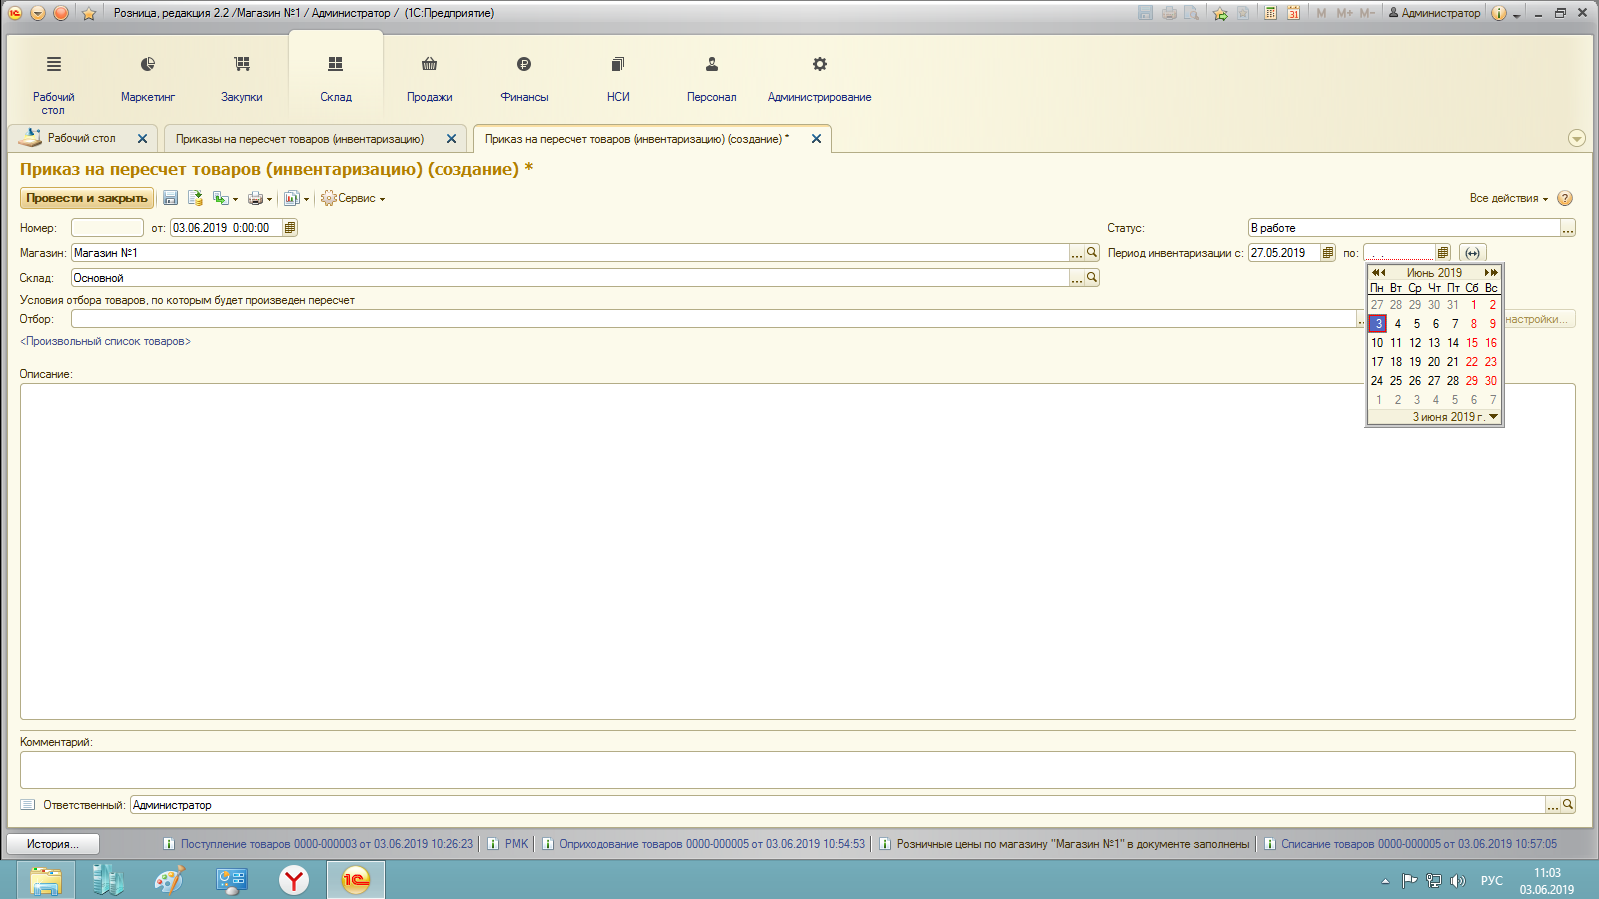 Розница, редакция 2.2 /Магазин №1 / Администратор / (1С:Предприятие)
31 M M+ M- Администратор
Рабочий стол
Маркетинг
Закупки
Склад
Продажи
Финансы
НСИ
Персонал
Администрирование
Рабочий стол
Приказы на пересчет товаров (инвентаризацию)
Приказ на пересчет товаров (инвентаризацию) (создание) *
Приказ на пересчет товаров (инвентаризацию) (создание) *
Провести и закрыть
Сервис
Все действия
?
Номер:
от: 03.06.2019 0:00:00
Статус: В работе
Магазин: Магазин №1
Период инвентаризации с: 27.05.2019 по: . .
Склад: Основной
Июнь 2019
Пн Вт Ср Чт Пт Сб Вс
27 28 29 30 31 1 2
3 4 5 6 7 8 9
10 11 12 13 14 15 16
17 18 19 20 21 22 23
24 25 26 27 28 29 30
1 2 3 4 5 6 7
3 июня 2019 г.
Условия отбора товаров, по которым будет произведен пересчет
Отбор:
настройки...
<Произвольный список товаров>
Описание:
Комментарий:
Ответственный: Администратор
История...
Поступление товаров 0000-000003 от 03.06.2019 10:26:23
РМК
Оприходование товаров 0000-000005 от 03.06.2019 10:54:53
Розничные цены по магазину "Магазин №1" в документе заполнены
Списание товаров 0000-000005 от 03.06.2019 10:57:05
РУС
11:03
03.06.2019